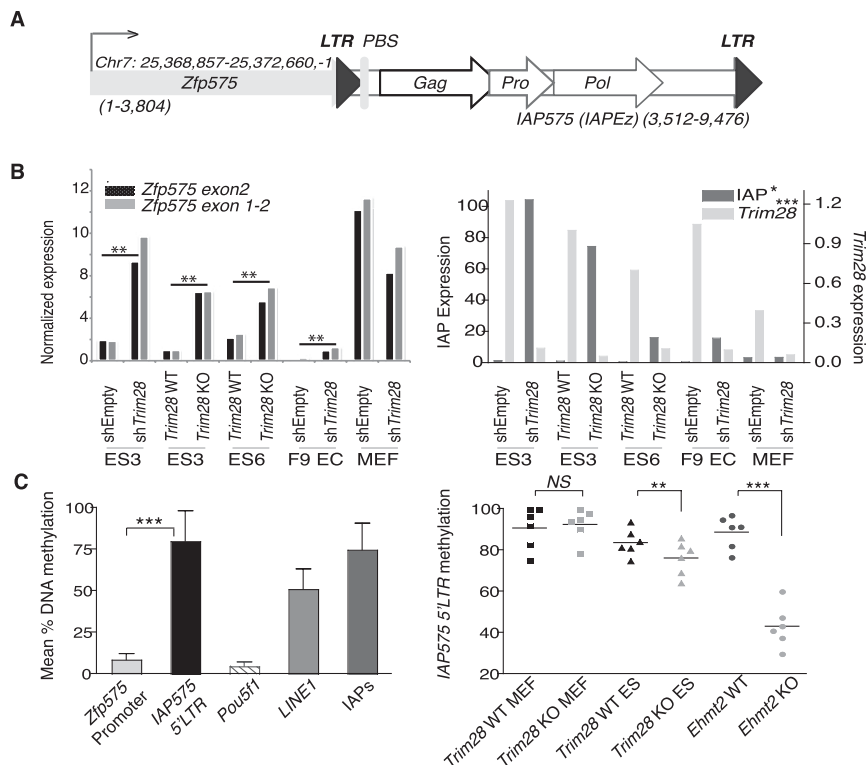 A
LTR PBS LTR
Chr7: 25,368,857-25,372,660,-1
Zfp575 Gag Pro Pol
(1-3,804) IAP575 (IAPEz) (3,512-9,476)
B
Normalized expression
12
8
4
0
Zfp575 exon2
Zfp575 exon 1-2
**
**
**
**
shEmpty
shTrim28
Trim28 WT
Trim28 KO
Trim28 WT
Trim28 KO
shEmpty
shTrim28
shEmpty
shTrim28
ES3 ES3 ES6 F9 EC MEF
IAP Expression
100
80
60
40
20
0
IAP *
Trim28 ***
1.2
0.9
0.6
0.3
0.0
Trim28 expression
shEmpty
shTrim28
Trim28 WT
Trim28 KO
Trim28 WT
Trim28 KO
shEmpty
shTrim28
shEmpty
shTrim28
ES3 ES3 ES6 F9 EC MEF
C
Mean % DNA methylation
100
75
50
25
0
***
Zfp575
Promoter
IAP575
5'LTR
Pou5f1
LINE1
IAPs
IAP575 5'LTR methylation
100
80
60
40
20
NS
**
***
Trim28 WT MEF
Trim28 KO MEF
Trim28 WT ES
Trim28 KO ES
Ehmt2 WT
Ehmt2 KO